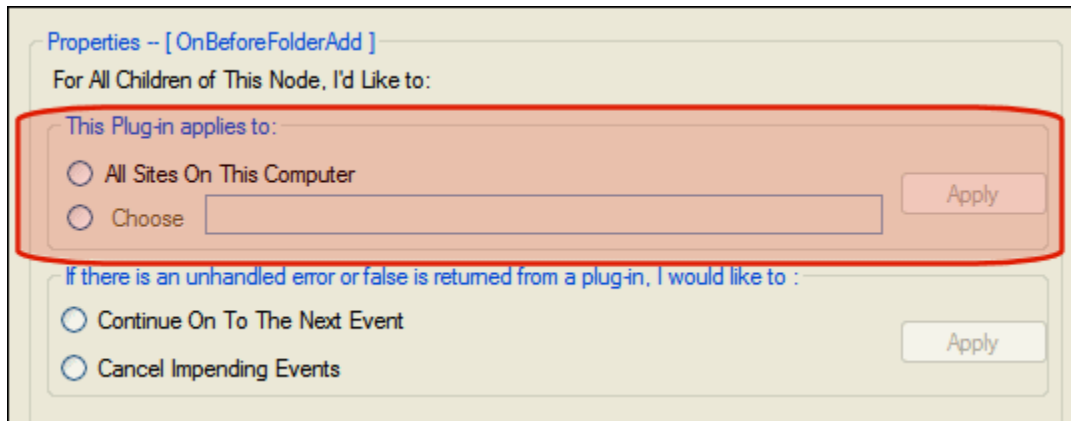 Properties -- [ OnBeforeFolderAdd ]
For All Children of This Node, I'd Like to:
This Plug-in applies to:
All Sites On This Computer
Apply
Choose
If there is an unhandled error or false is returned from a plug-in, I would like to :
Continue On To The Next Event
Apply
Cancel Impending Events